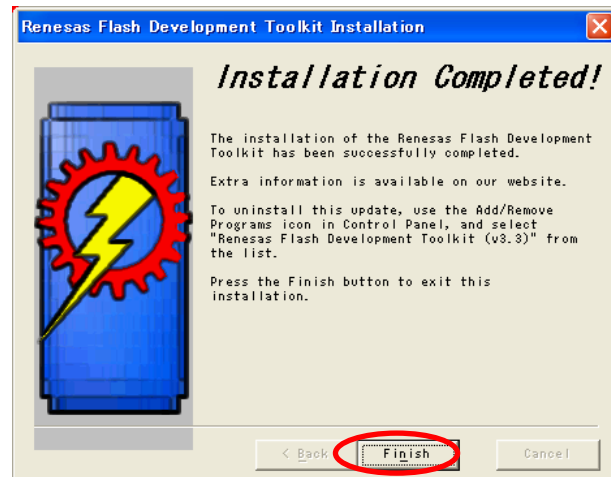 Renesas Flash Development Toolkit Installation
Installation Completed!
The installation of the Renesas Flash Development
Toolkit has been successfully completed.
Extra information is available on our website.
To uninstall this update, use the Add/Remove
Programs icon in Control Panel, and select
"Renesas Flash Development Toolkit (v3.3)" from
the list.
Press the Finish button to exit this
installation.
< Back
Finish
Cancel